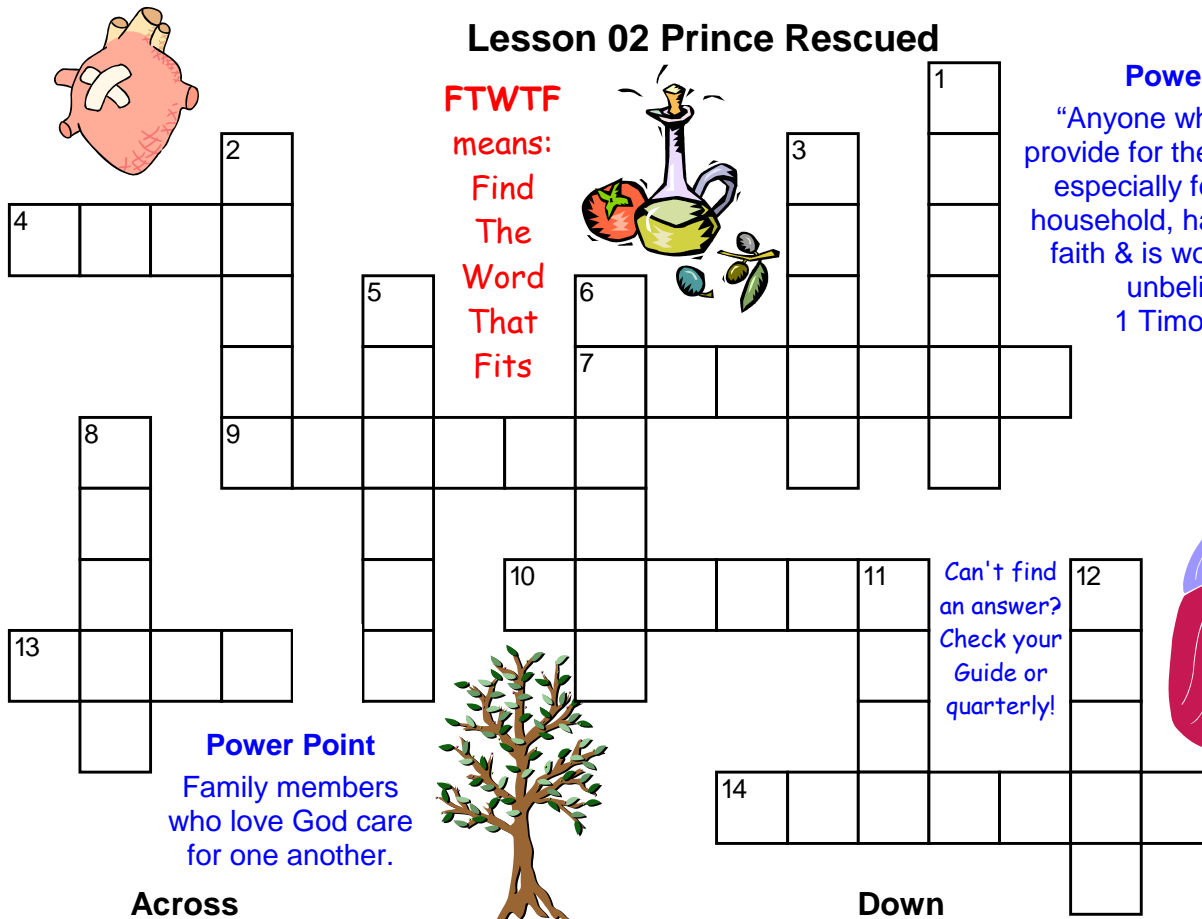 Lesson 02 Prince Rescued
FTWTF
means:
Find
The
Word
That
Fits
1
Powe
“Anyone wh
provide for the
especially f
household, ha
faith & is wo
unbeli
1 Timo
2
3
4
5
6
7
8
9
10
11
Can't find
an answer?
Check your
Guide or
quarterly!
12
13
Power Point
Family members
who love God care
for one another.
14
Across
Down